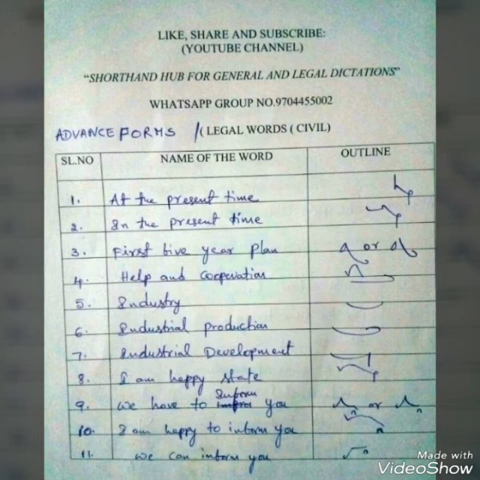 LIKE, SHARE AND SUBSCRIBE:
(YOUTUBE CHANNEL)
"SHORTHAND HUB FOR GENERAL AND LEGAL DICTATIONS"
WHATSAPP GROUP NO.9704455002
ADVANCE FORMS /(LEGAL WORDS ( CIVIL)
SL.NO NAME OF THE WORD OUTLINE
1. At the present time
2. In the present time
3. First five year plan or
4. Help and cooperation
5. Industry
6. Industrial production
7. Industrial Development
8. I am happy state
9. We have to inform you or
10. I am happy to inform you
11. we can inform you
Made with
VideoShow